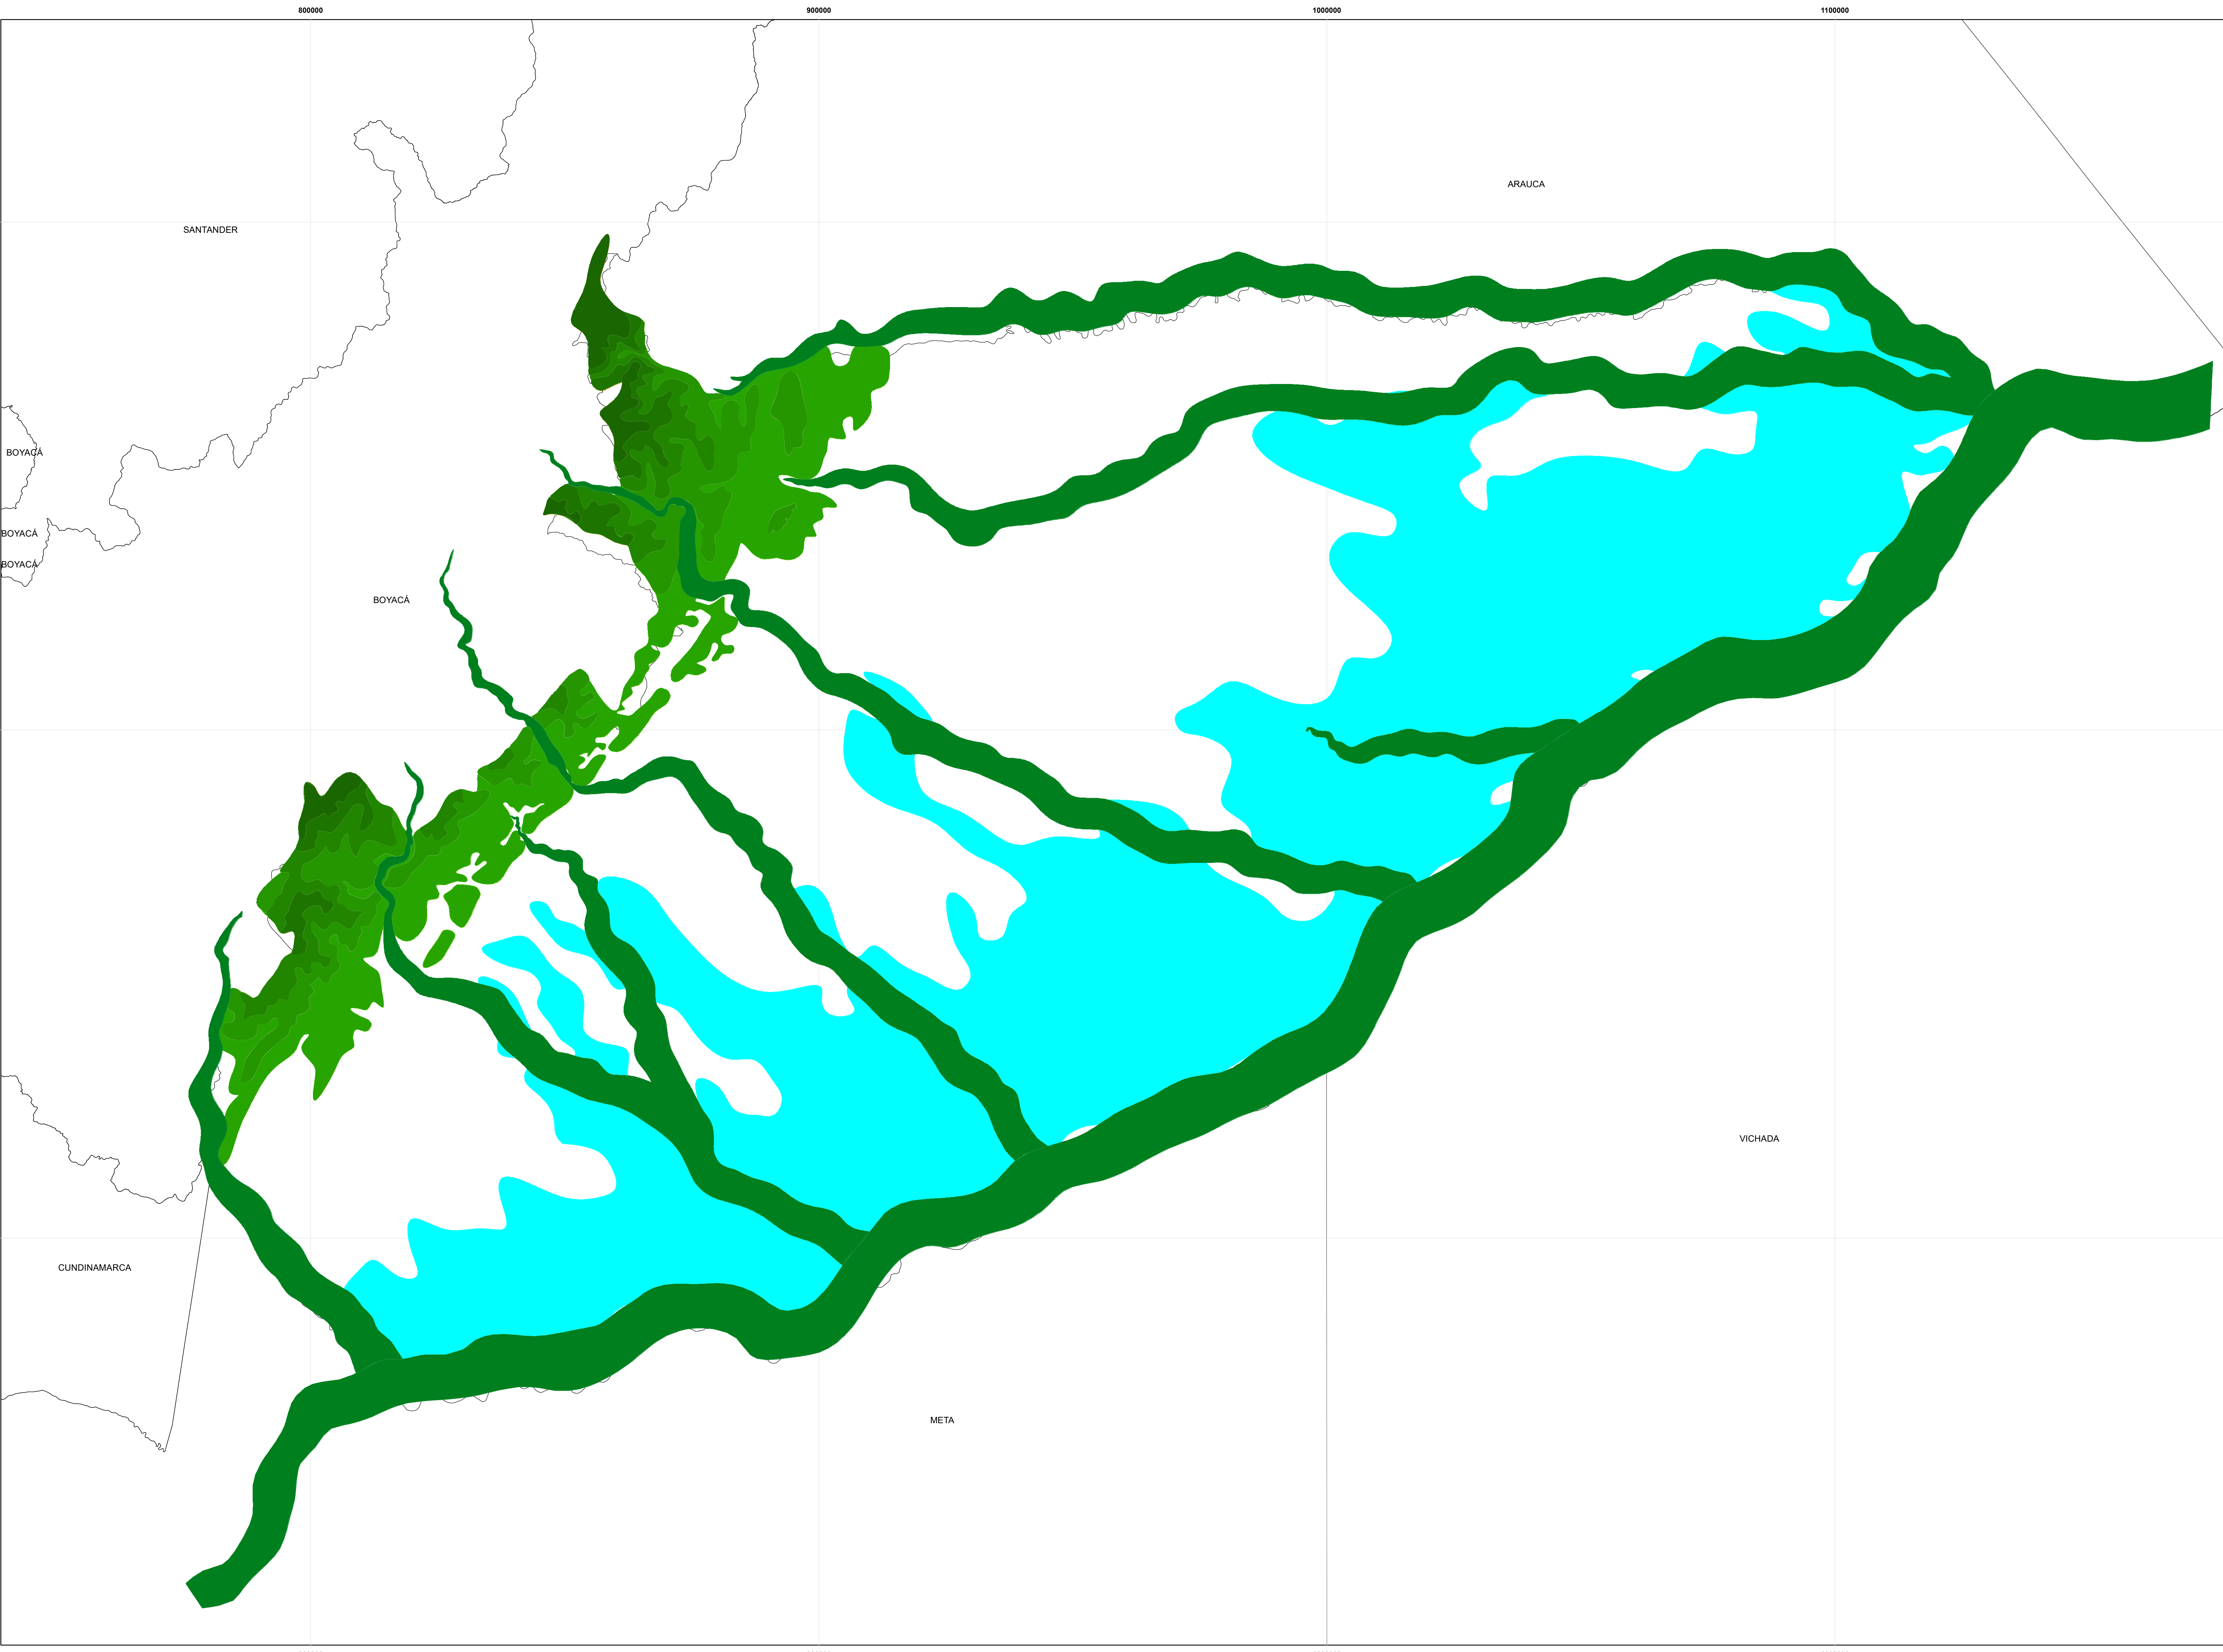 800000 900000 1000000 1100000
ARAUCA
SANTANDER
BOYACÁ
BOYACÁ
BOYACÁ
BOYACÁ
VICHADA
CUNDINAMARCA
META